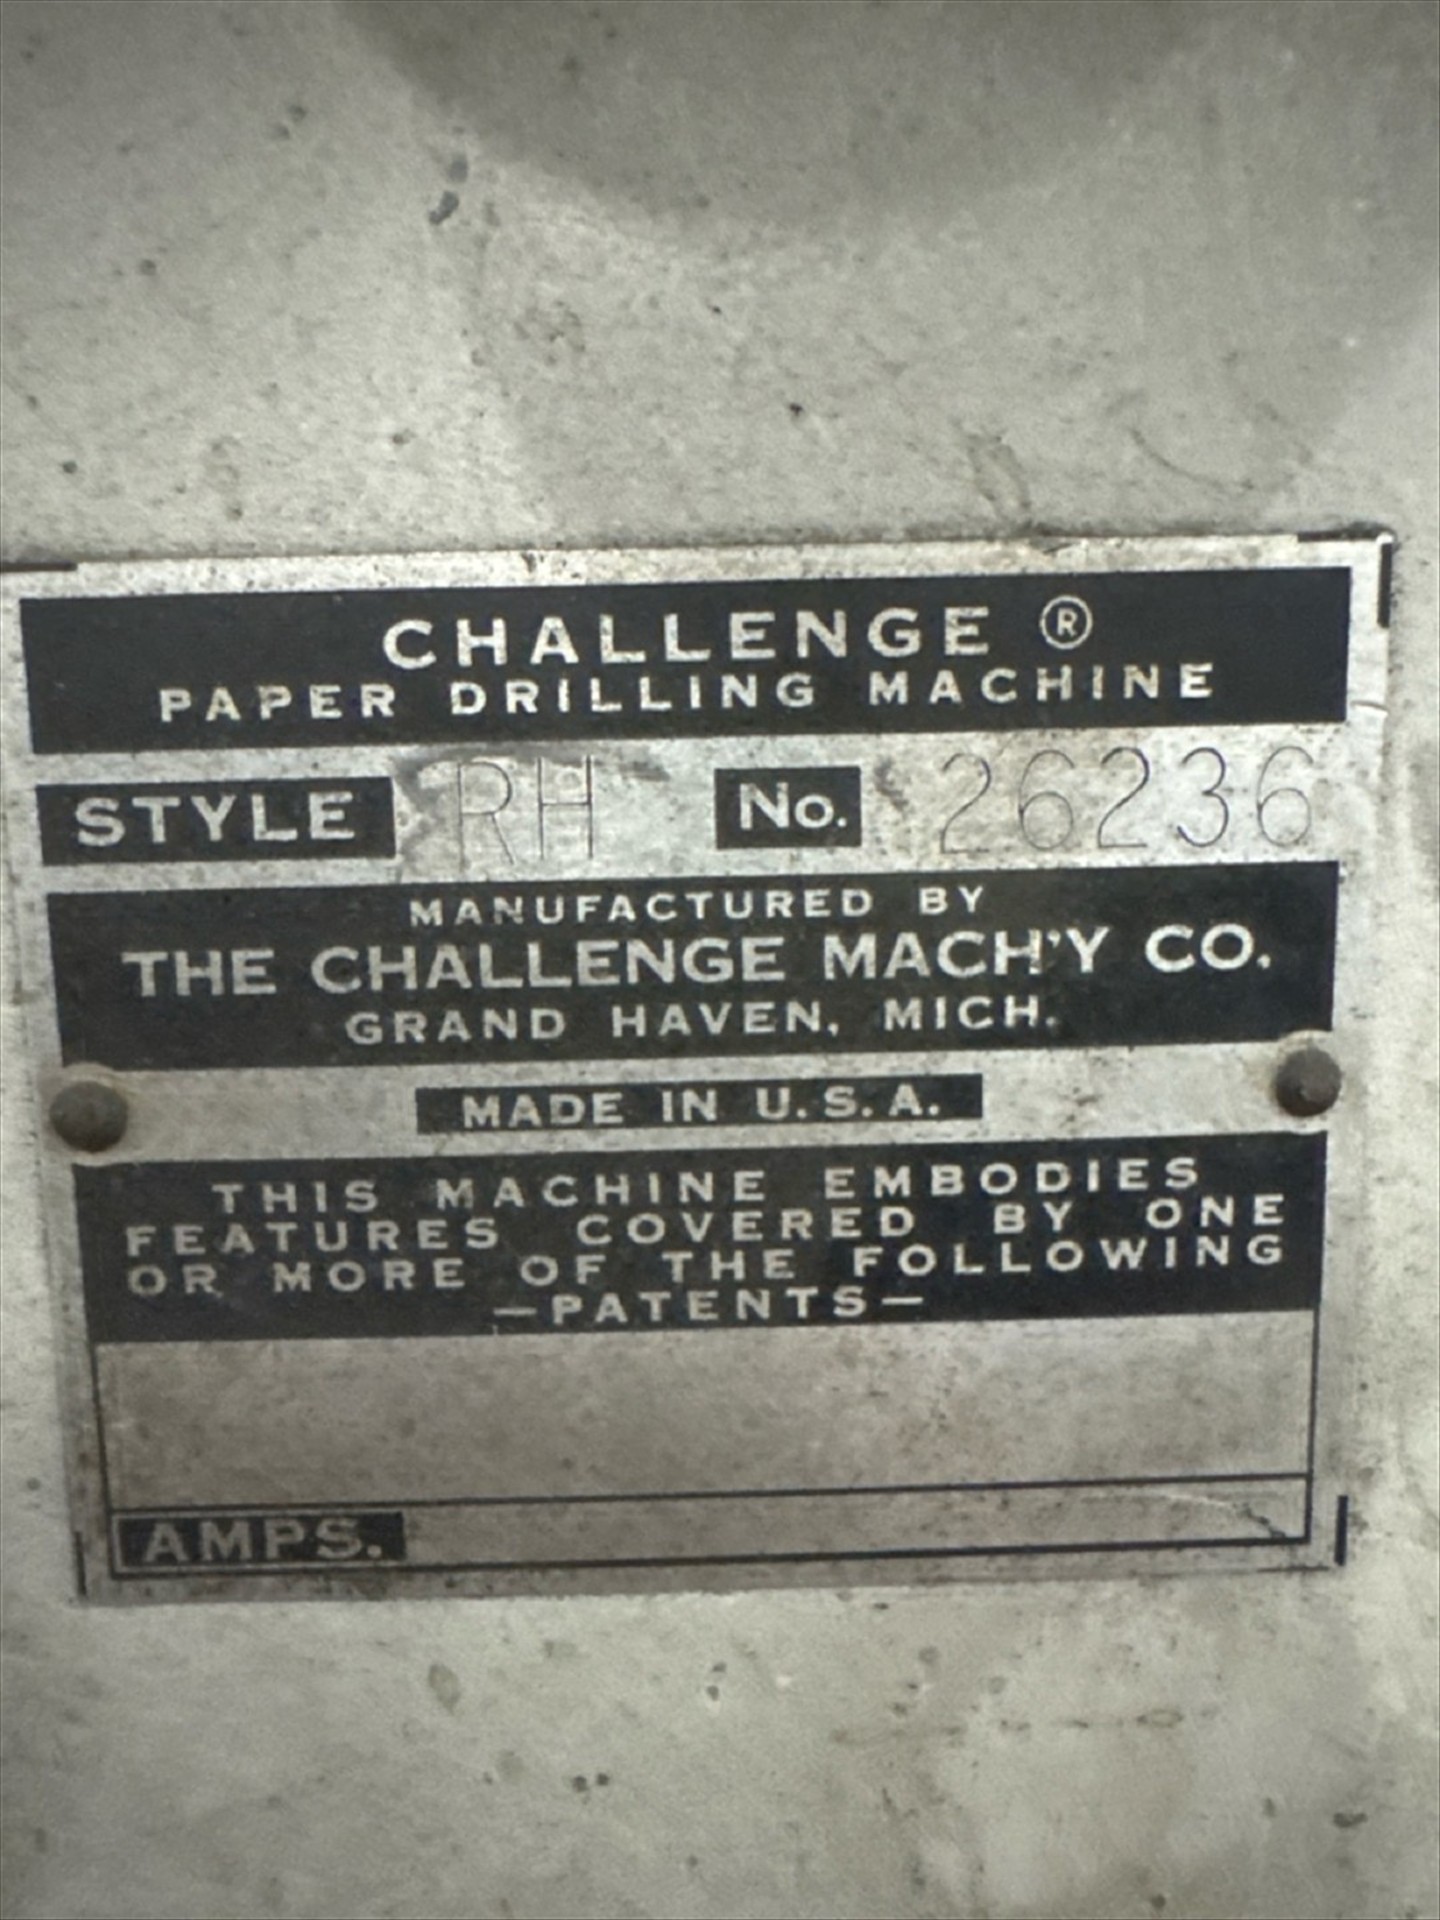 CHALLENGE ®
PAPER DRILLING MACHINE
STYLE RH No. 26236
MANUFACTURED BY
THE CHALLENGE MACH'Y CO.
GRAND HAVEN, MICH.
MADE IN U.S.A.
THIS MACHINE EMBODIES
FEATURES COVERED BY ONE
OR MORE OF THE FOLLOWING
—PATENTS—
AMPS.